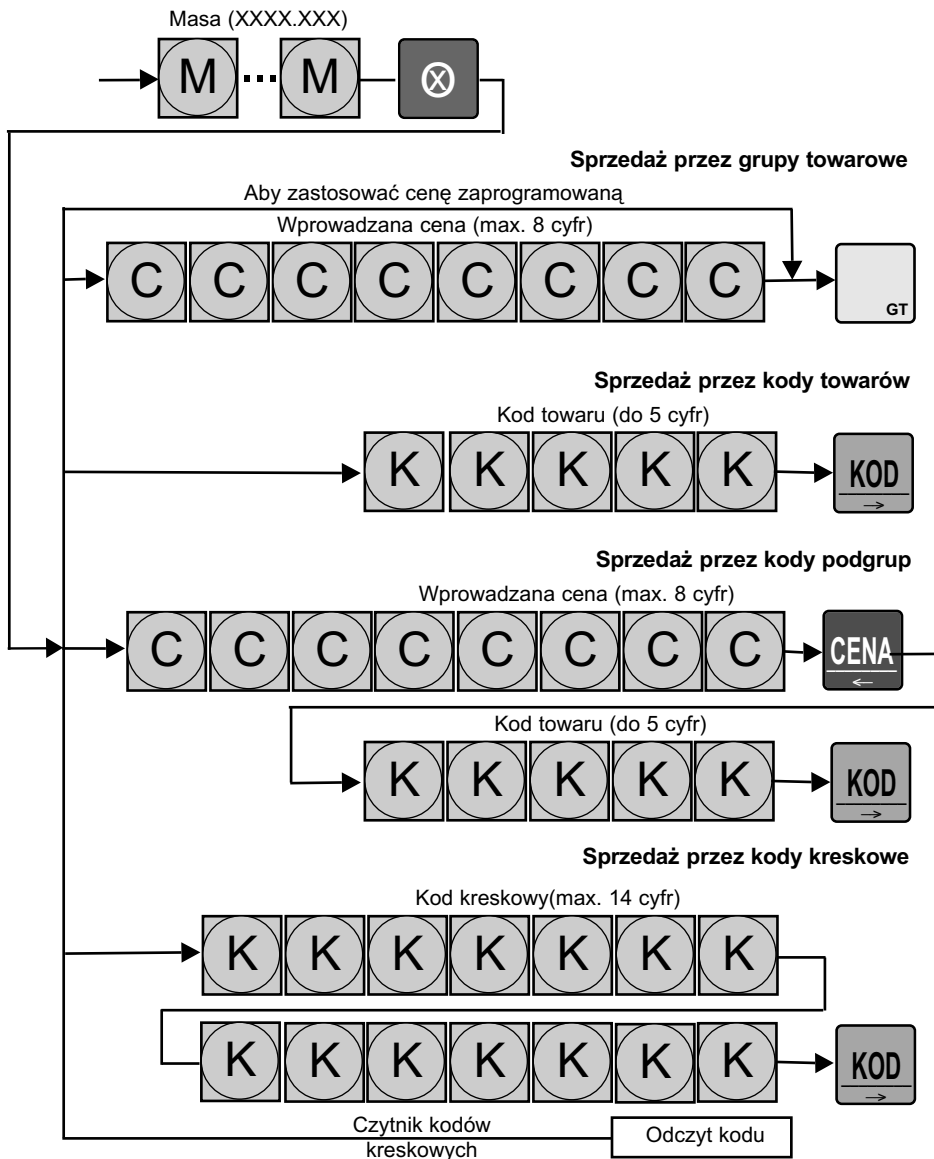 Masa (XXXX.XXX)
M ... M ⓧ
Sprzedaż przez grupy towarowe
Aby zastosować cenę zaprogramowaną
Wprowadzana cena (max. 8 cyfr)
C C C C C C C C GT
Sprzedaż przez kody towarów
Kod towaru (do 5 cyfr)
K K K K K KOD →
Sprzedaż przez kody podgrup
Wprowadzana cena (max. 8 cyfr)
C C C C C C C C CENA ←
Kod towaru (do 5 cyfr)
K K K K K KOD →
Sprzedaż przez kody kreskowe
Kod kreskowy(max. 14 cyfr)
K K K K K K K
K K K K K K K KOD →
Czytnik kodów
kreskowych
Odczyt kodu